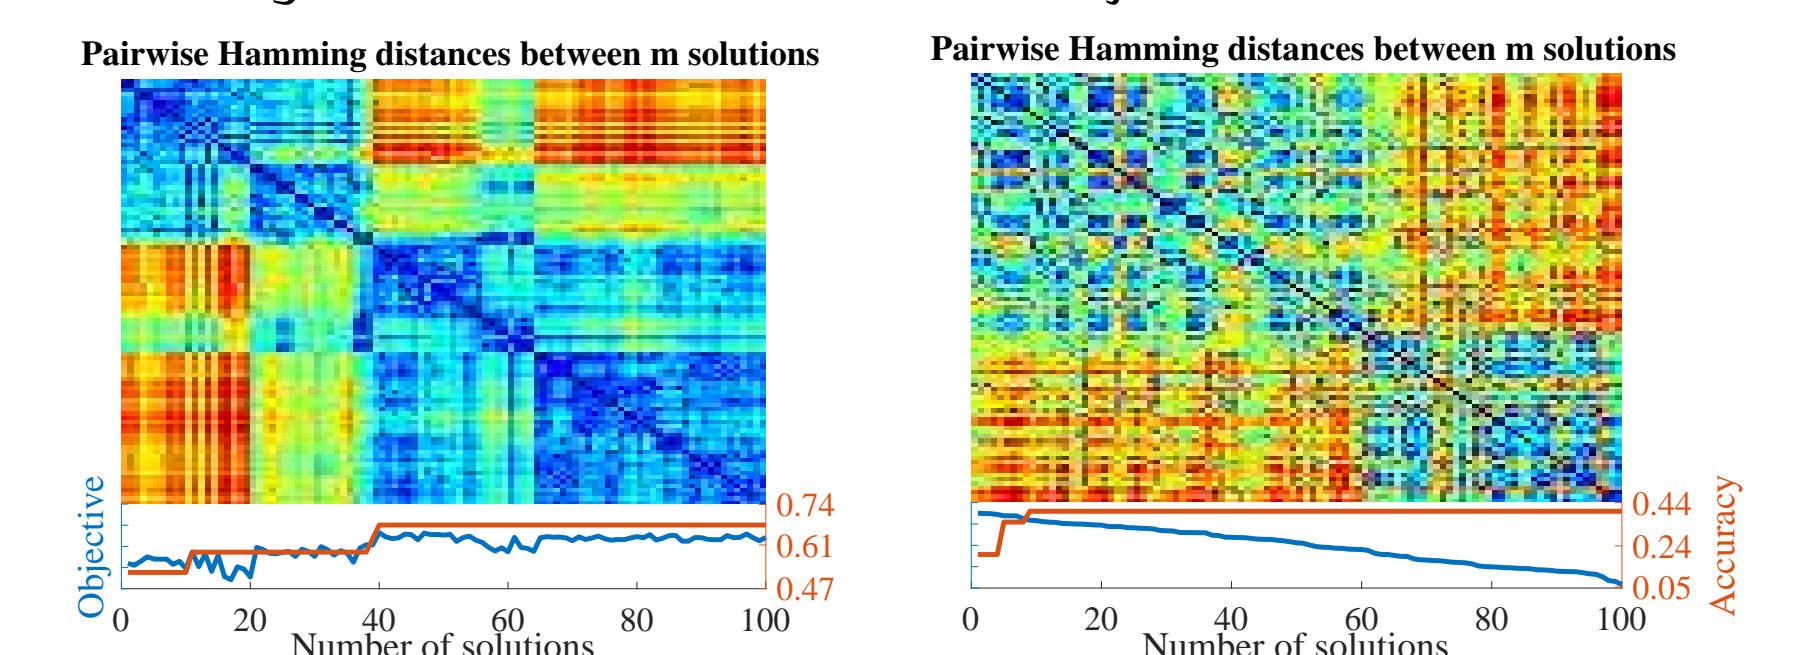 Pairwise Hamming distances between m solutions
Objective
0.74
0.61
0.47
0 20 40 60 80 100
Number of solutions
Pairwise Hamming distances between m solutions
0.44
0.24
0.05
Accuracy
0 20 40 60 80 100
Number of solutions